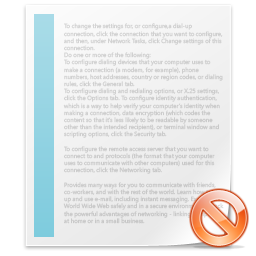 To change the settings for, or configure,a dial-up
connection, click the connection that you want to configure,
and then, under Network Tasks, click Change settings of this
connection.
Do one or more of the following:
To configure dialing devices that your computer uses to
make a connection (a modem, for example), phone
numbers, host addresses, country or region codes, or dialing
rules, click the General tab.
To configure dialing and redialing options, or X.25 settings,
click the Options tab. To configure identity authentication,
which is a way to help verify your computer's identity when
making a connection, data encryption (which codes the
content so that it's less likely to be readable by someone
other than the intended recipient), or terminal window and
scripting options, click the Security tab.
To configure the remote access server that you want to
connect to and protocols (the format that your computer
uses to communicate with other computers) used for this
connection, click the Networking tab.
Provides many ways for you to communicate with friends,
co-workers, and with the rest of the world. Learn how
up and use e-mail, including instant messaging.
World Wide Web safely and in a secure environment
the powerful advantages of networking – linking
at home or in a small business.